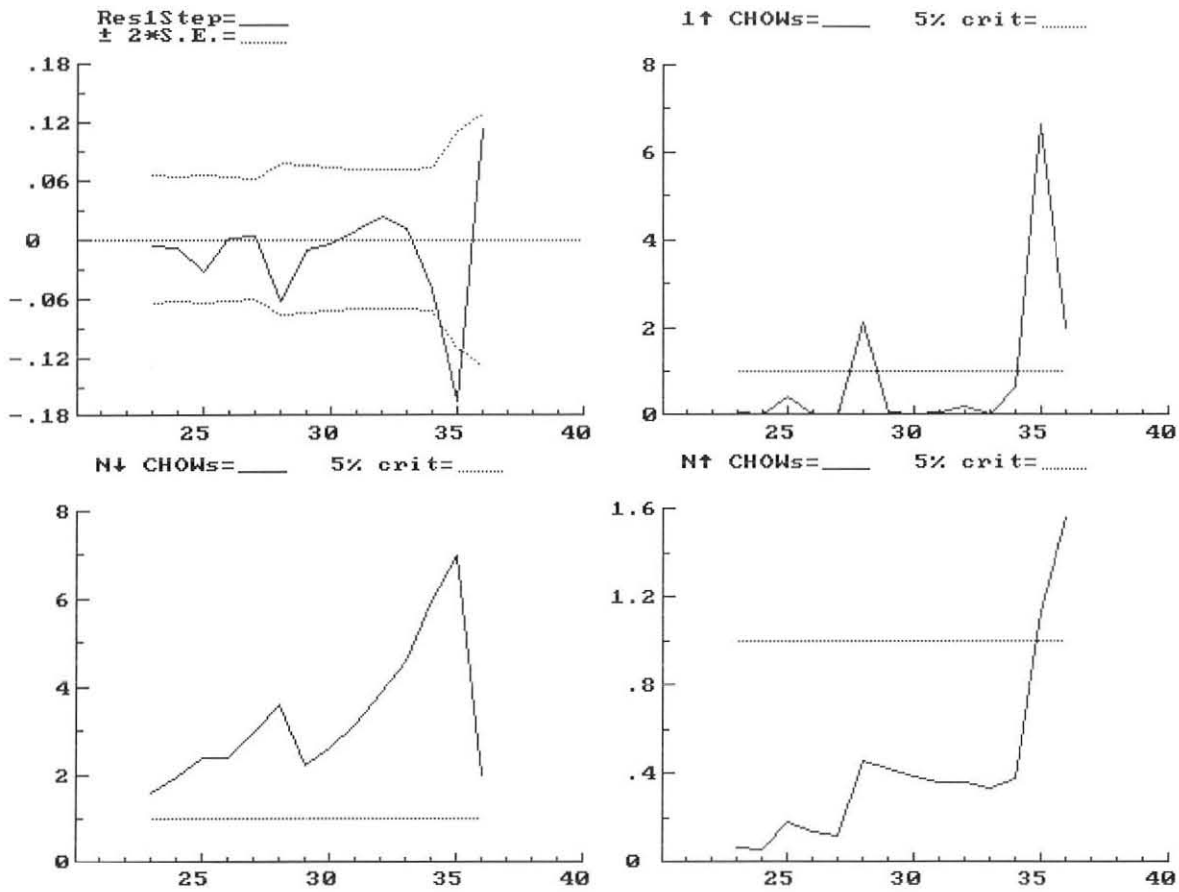 Res1Step=____
± 2*S.E.=........
.18
.12
.06
0
-.06
-.12
-.18
25 30 35 40
1↑ CHOWs=____ 5% crit=........
8
6
4
2
0
25 30 35 40
N↓ CHOWs=____ 5% crit=........
8
6
4
2
0
25 30 35 40
N↑ CHOWs=____ 5% crit=........
1.6
1.2
.8
.4
0
25 30 35 40